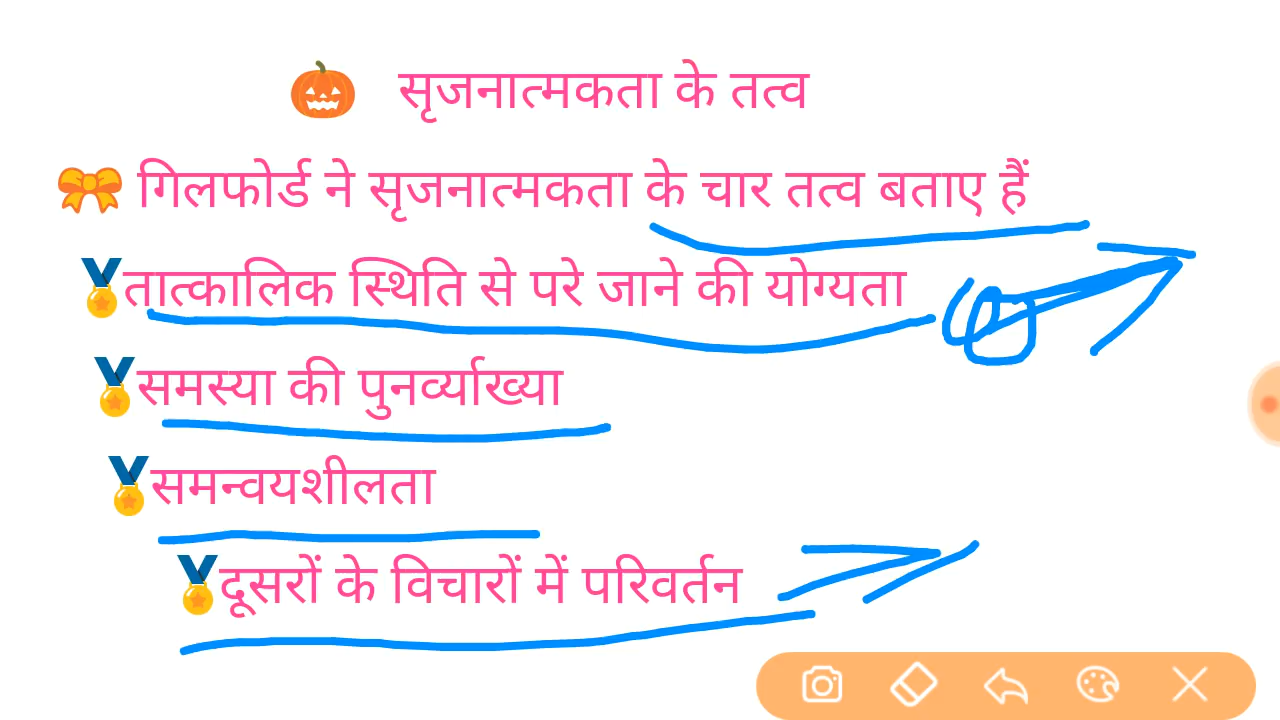 सृजनात्मकता के तत्व
गिलफोर्ड ने सृजनात्मकता के चार तत्व बताए हैं
तात्कालिक स्थिति से परे जाने की योग्यता
समस्या की पुनर्व्याख्या
समन्वयशीलता
दूसरों के विचारों में परिवर्तन